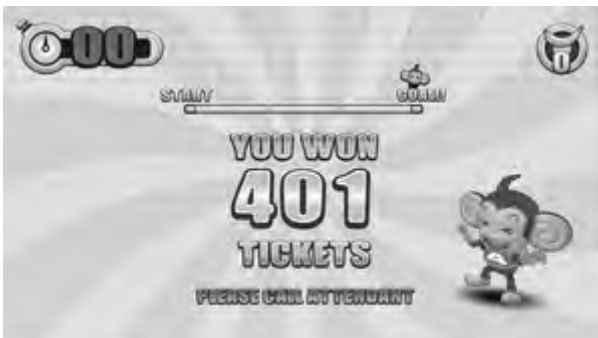 00
0
START GOAL!!
YOU WON
401
TICKETS
PLEASE CALL ATTENDANT